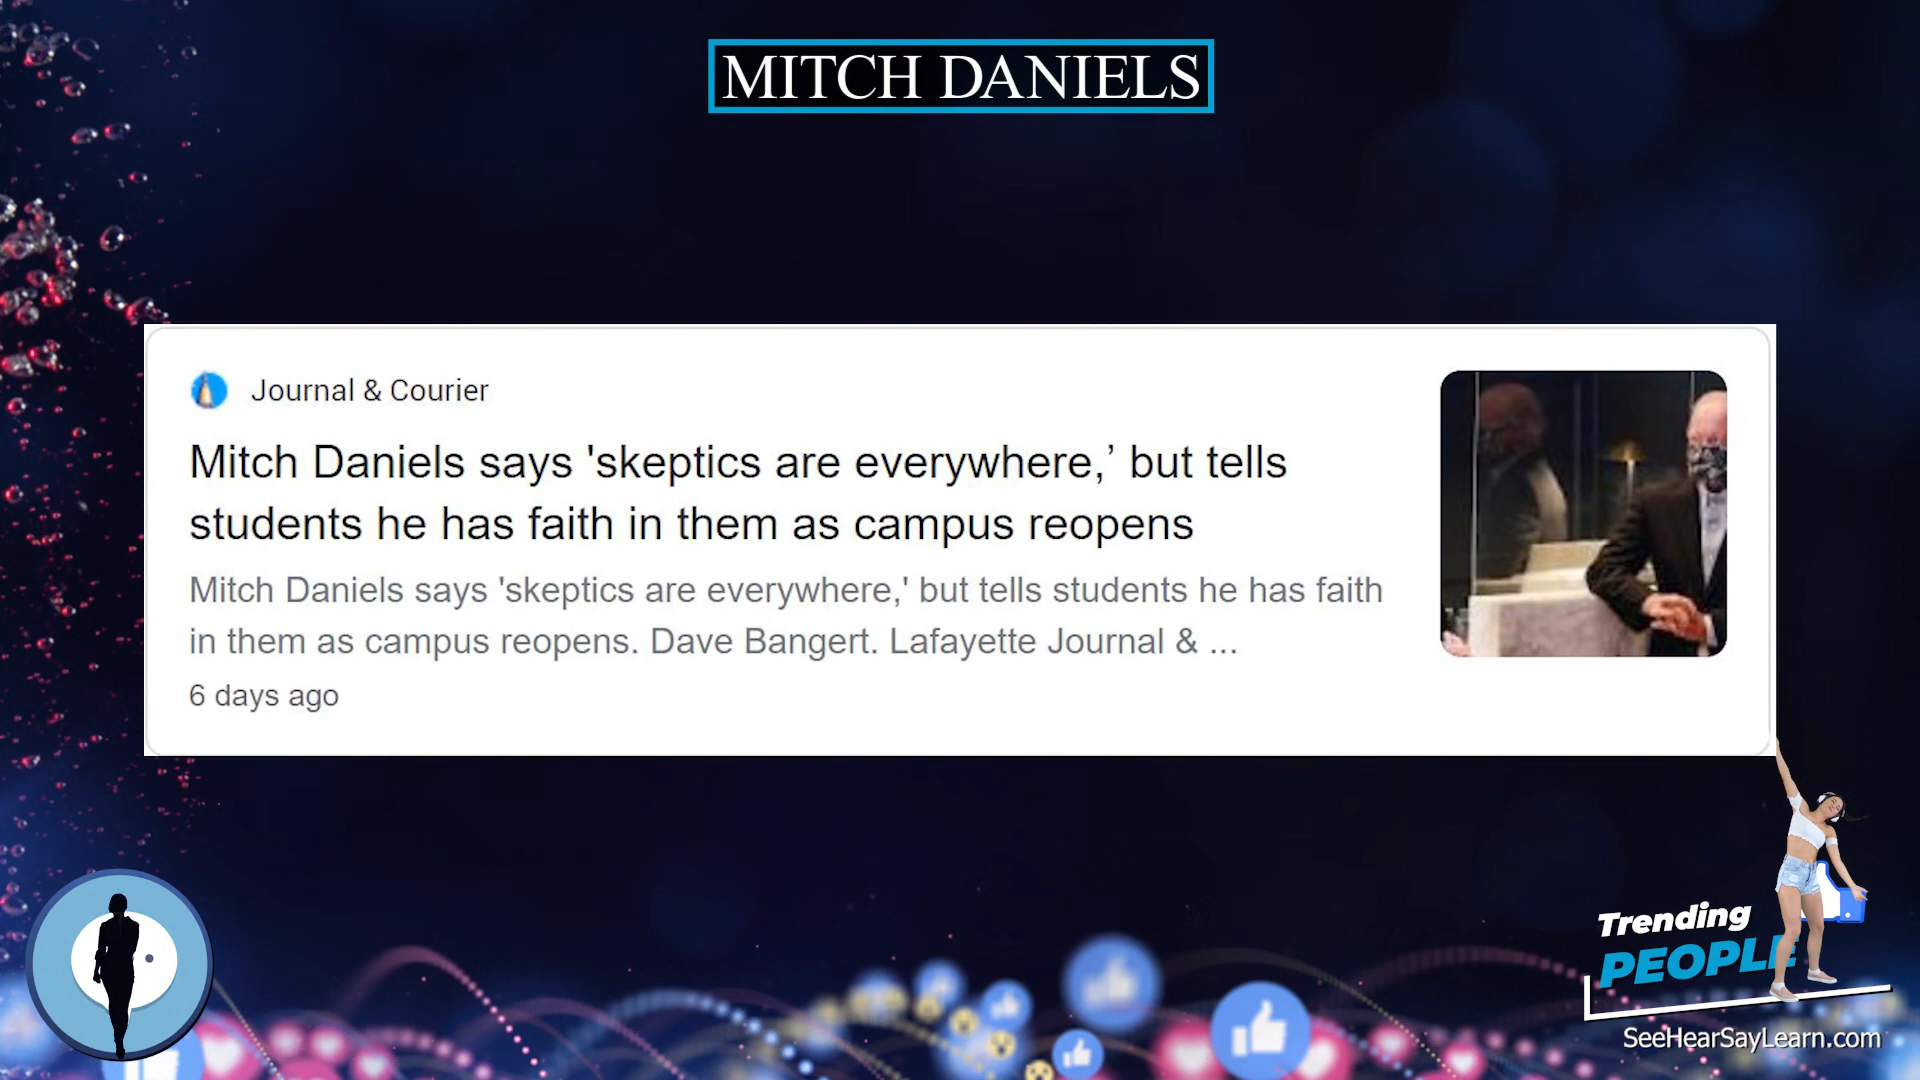 MITCH DANIELS
Journal & Courier
Mitch Daniels says 'skeptics are everywhere,’ but tells
students he has faith in them as campus reopens
Mitch Daniels says 'skeptics are everywhere,' but tells students he has faith
in them as campus reopens. Dave Bangert. Lafayette Journal & ...
6 days ago
Trending
PEOPLE
SeeHearSayLearn.com